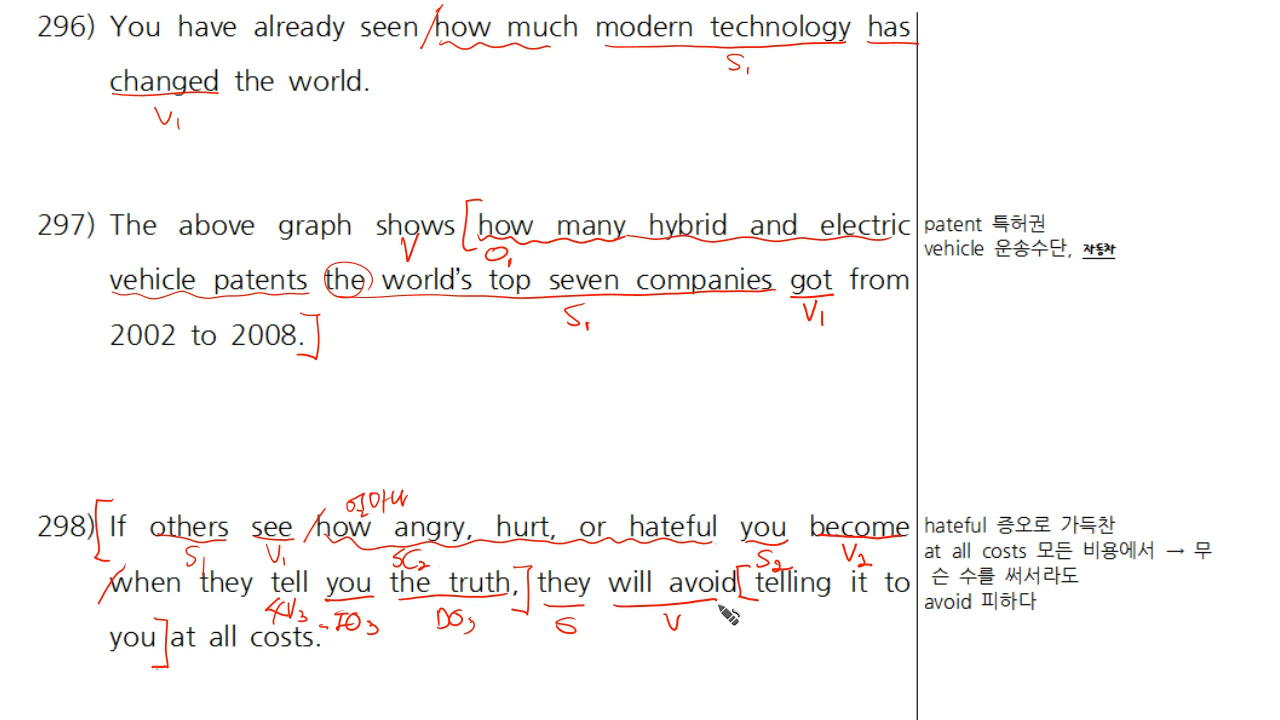 296) You have already seen how much modern technology has
S₁
changed the world.
V₁
297) The above graph shows how many hybrid and electric
V
O₁
vehicle patents the world's top seven companies got from
S₁
V₁
2002 to 2008.
patent 특허권
vehicle 운송수단, 자동차
얼마나
298) If others see how angry, hurt, or hateful you become
S₁ V₁ SC₂ S₂ V₂
when they tell you the truth, they will avoid telling it to
IO₃ DO₃ S V
you at all costs.
hateful 증오로 가득찬
at all costs 모든 비용에서 → 무
슨 수를 써서라도
avoid 피하다